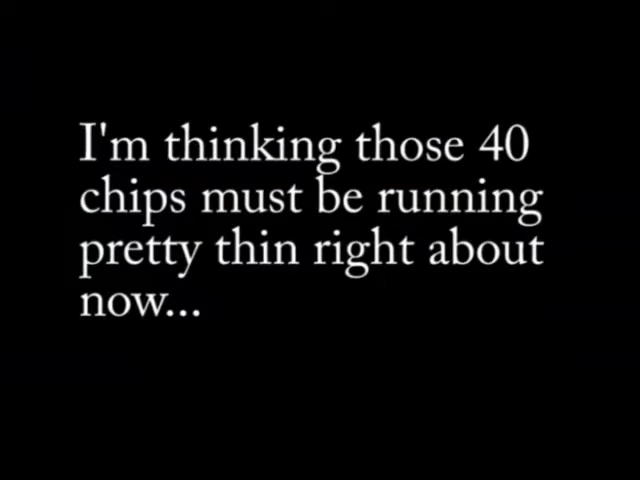 I'm thinking those 40
chips must be running
pretty thin right about
now...